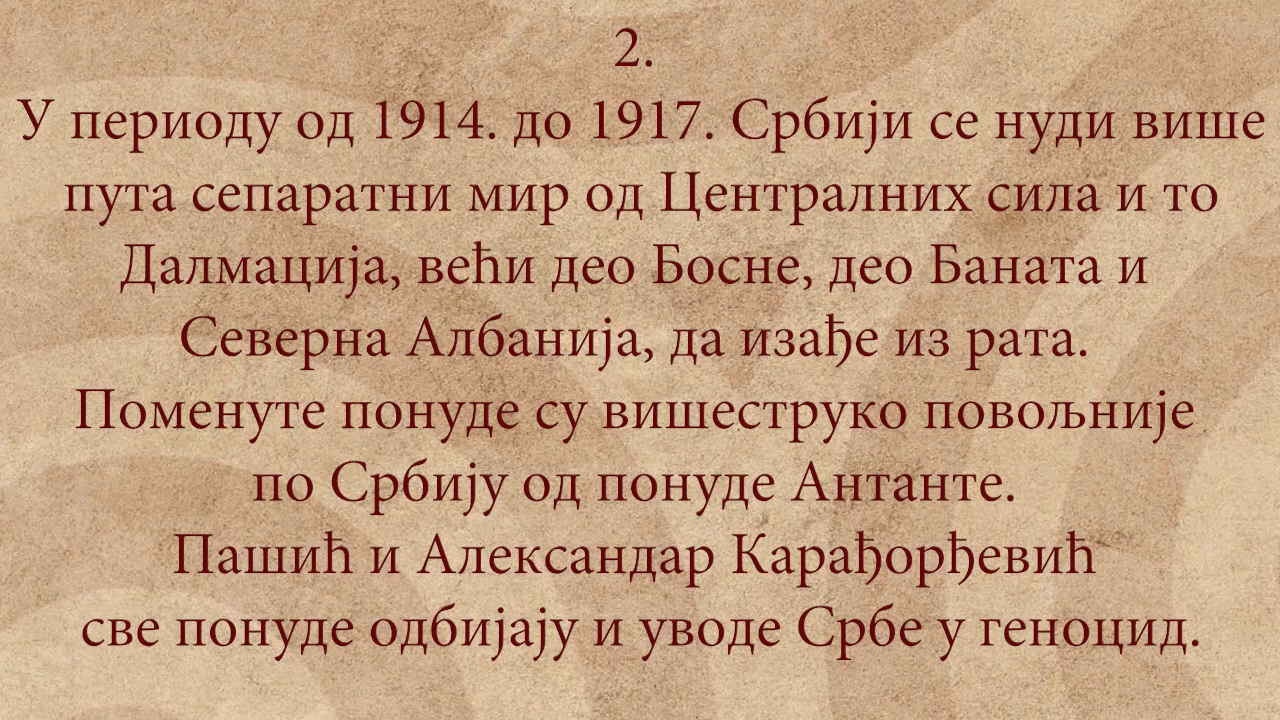 2.
У периоду од 1914. до 1917. Србији се нуди више
пута сепаратни мир од Централних сила и то
Далмација, већи део Босне, део Баната и
Северна Албанија, да изађе из рата.
Поменуте понуде су вишеструко повољније
по Србију од понуде Антанте.
Пашић и Александар Карађорђевић
све понуде одбијају и уводе Србе у геноцид.